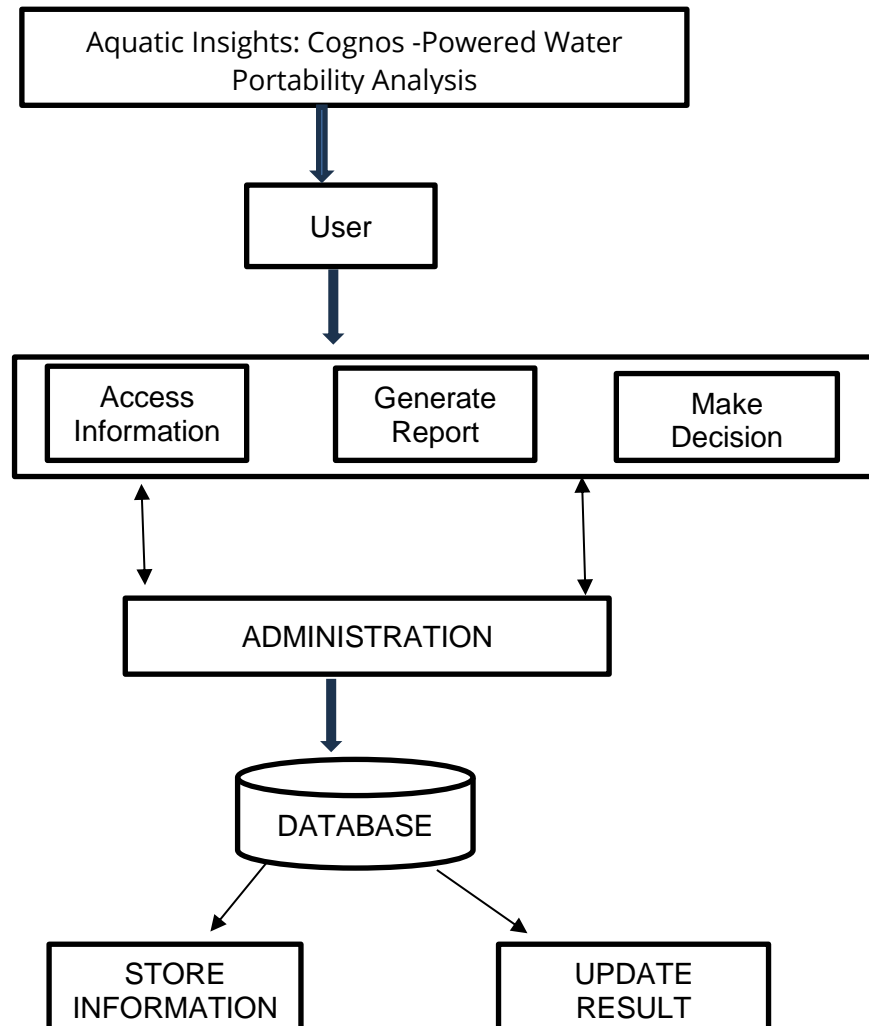 Aquatic Insights: Cognos -Powered Water
Portability Analysis
User
Access
Information
Generate
Report
Make
Decision
ADMINISTRATION
DATABASE
STORE
INFORMATION
UPDATE
RESULT